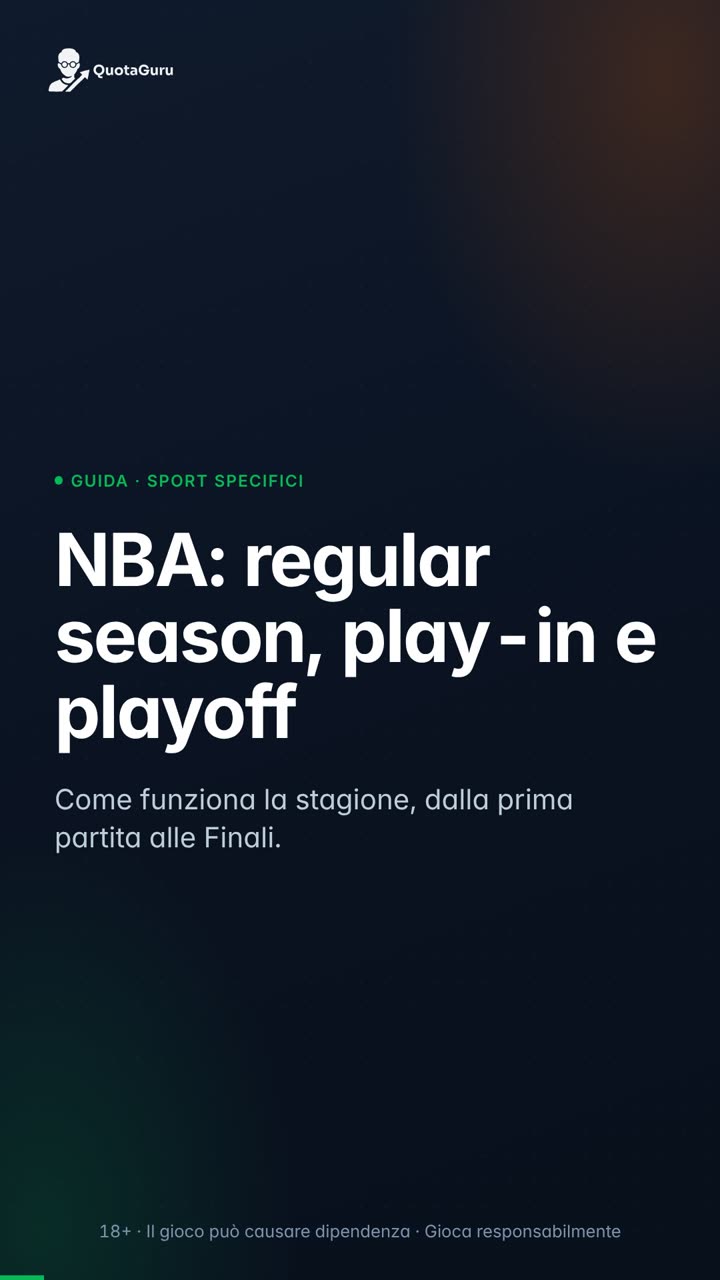 QuotaGuru
GUIDA · SPORT SPECIFICI
NBA: regular
season, play-in e
playoff
Come funziona la stagione, dalla prima
partita alle Finali.
18+ · Il gioco può causare dipendenza · Gioca responsabilmente